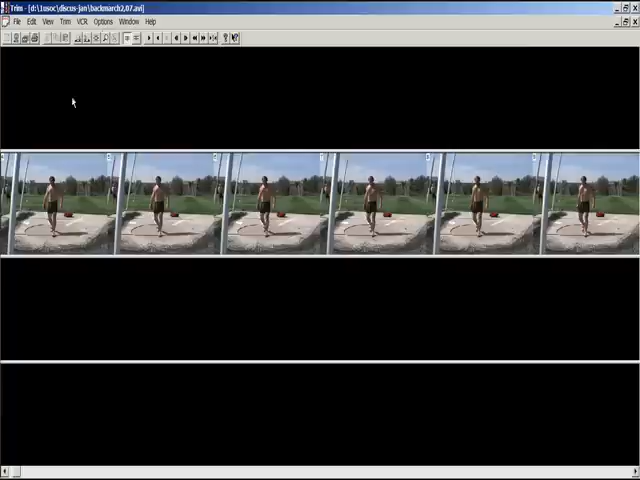 Trim - [d:\1usoc\discus-jan\backmarch2,07.avi]
File Edit View Trim VCR Options Window Help